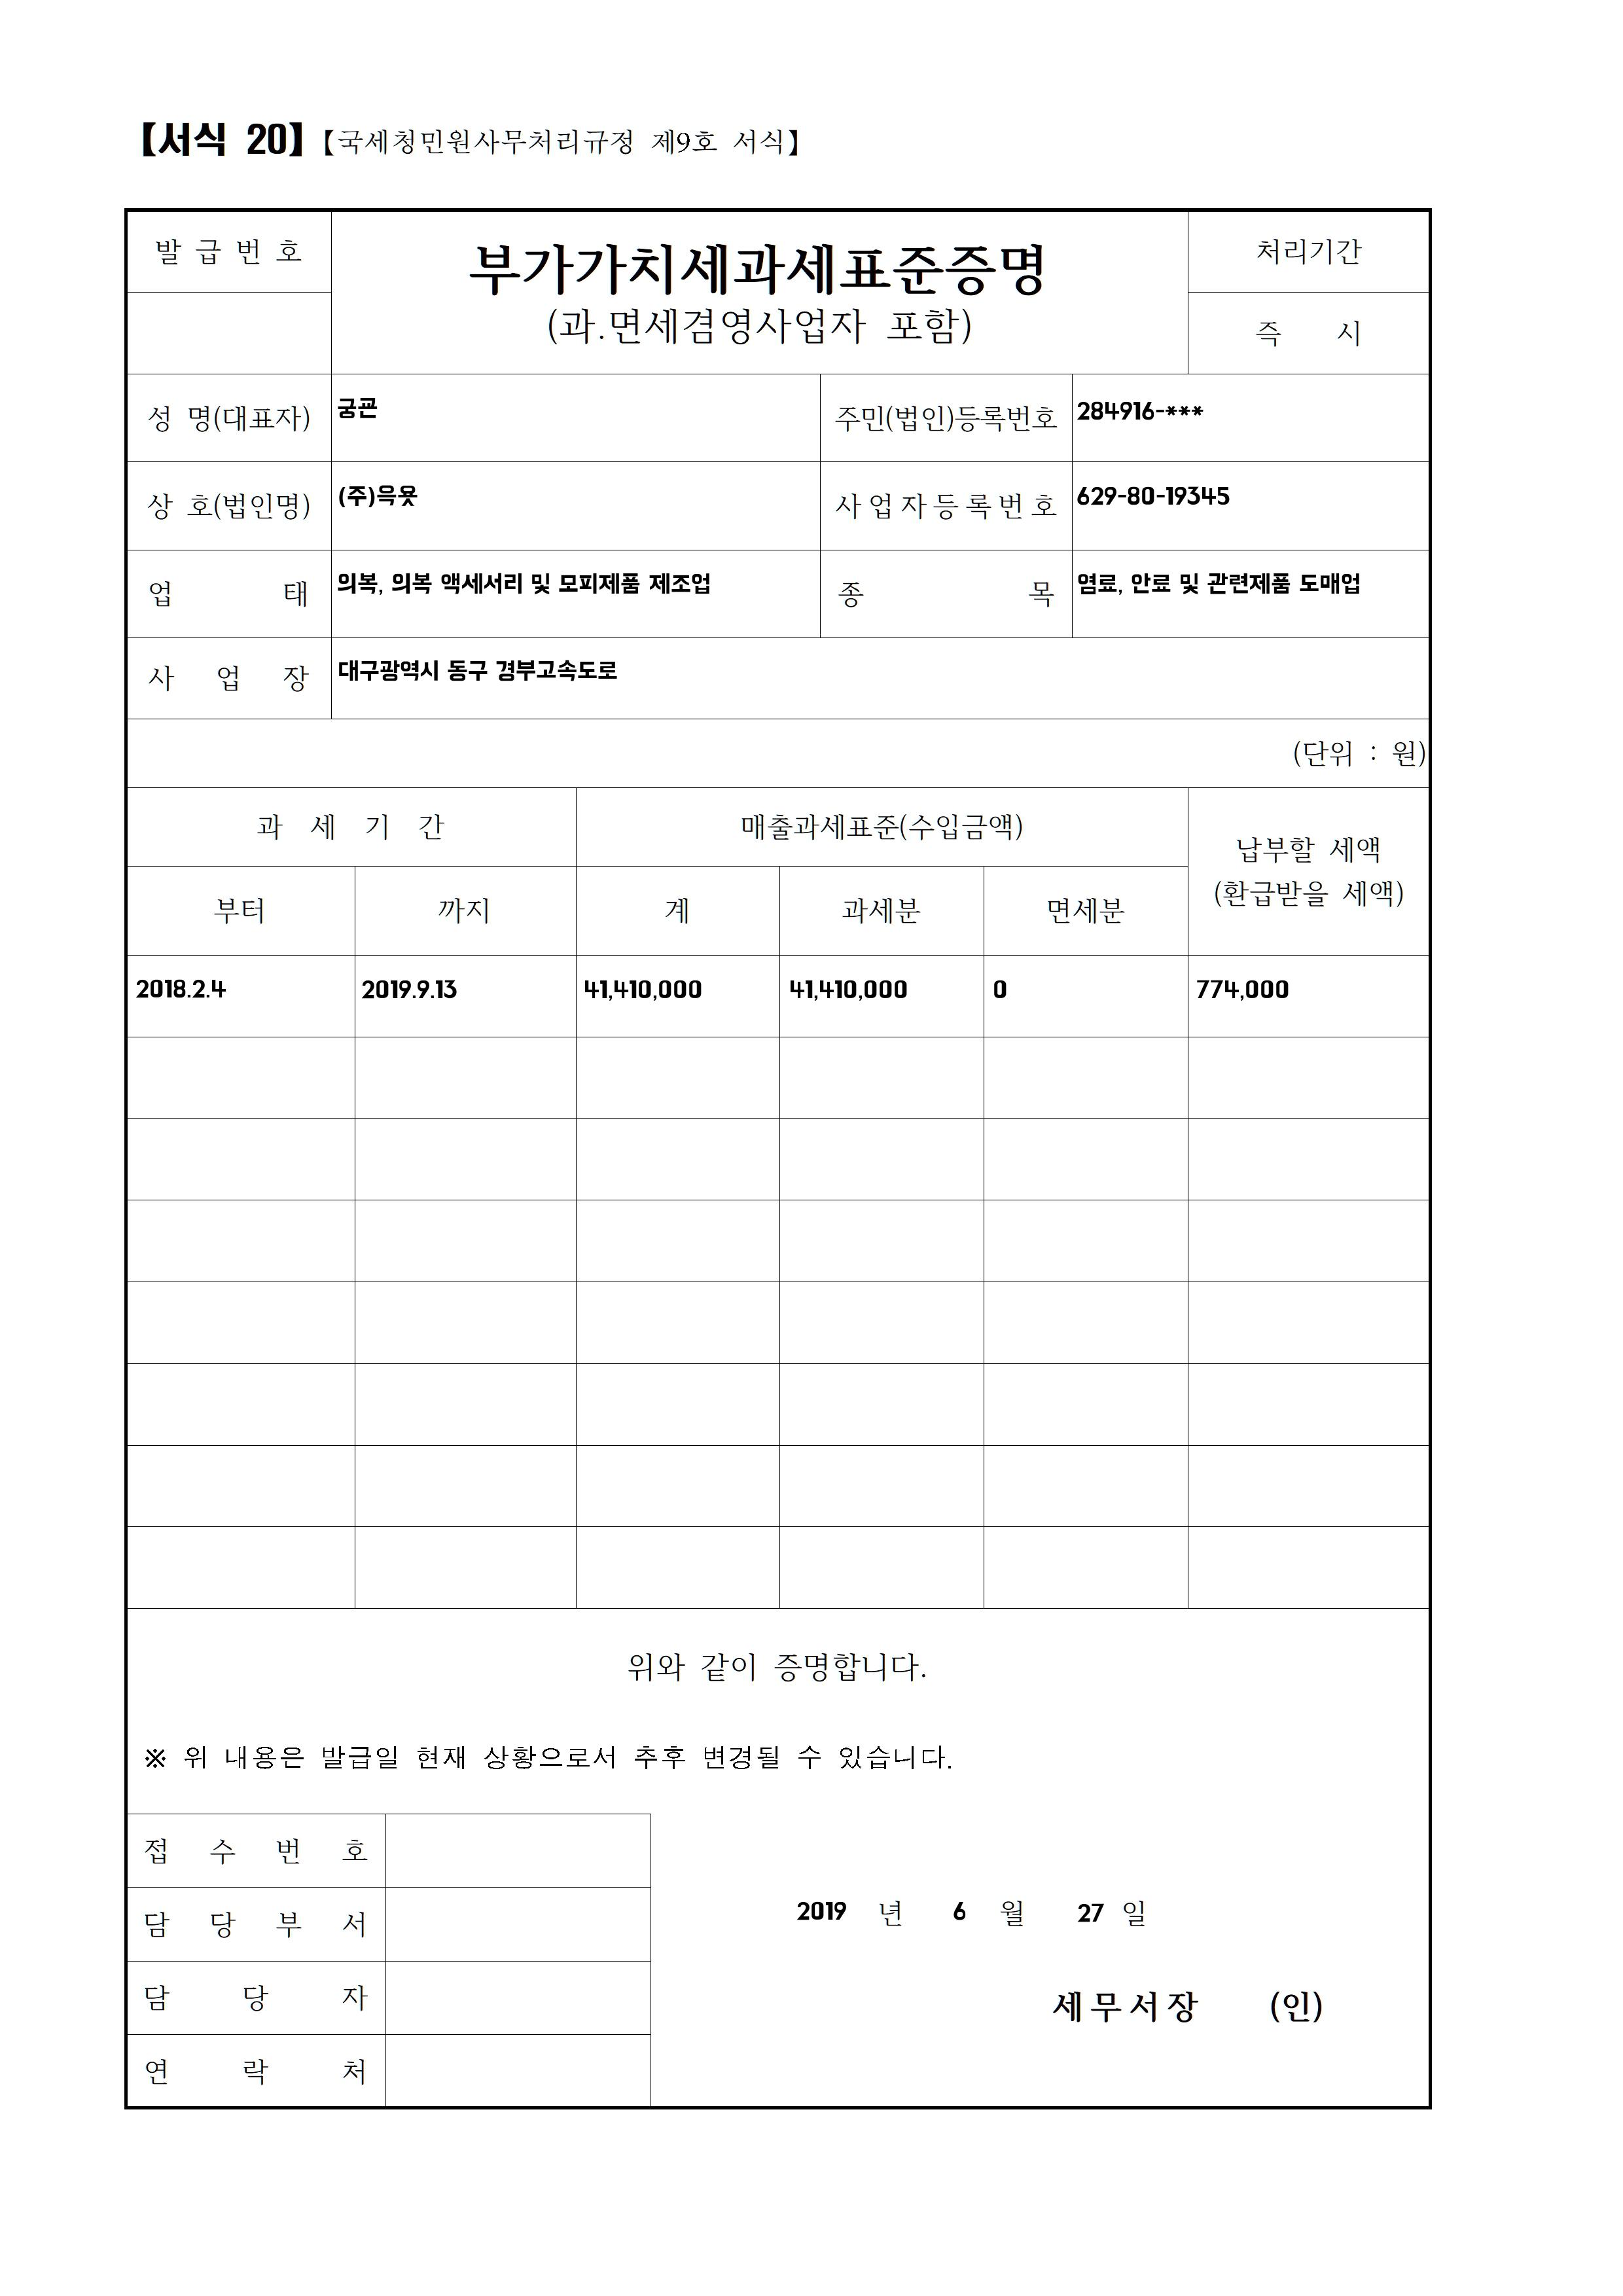 【서식 20】【국세청민원사무처리규정 제9호 서식】
발 급 번 호
부가가치세과세표준증명
(과.면세겸영사업자 포함)
처리기간
즉 시
성 명(대표자) 주민(법인)등록번호 284916-***
상 호(법인명) 사업자등록번호 629-80-19345
업 태 의복, 의복 액세서리 및 모피제품 제조업 종 목 염료, 안료 및 관련제품 도매업
사 업 장 대구광역시 동구 경부고속도로
(단위 : 원)
과 세 기 간 매출과세표준(수입금액) 납부할 세액
(환급받을 세액)
부터 까지 계 과세분 면세분
2018.2.4 2019.9.13 41,410,000 41,410,000 0 774,000
위와 같이 증명합니다.
※ 위 내용은 발급일 현재 상황으로서 추후 변경될 수 있습니다.
접 수 번 호
담 당 부 서
담 당 자
연 락 처
2019 년 6 월 27 일
세무서장 (인)